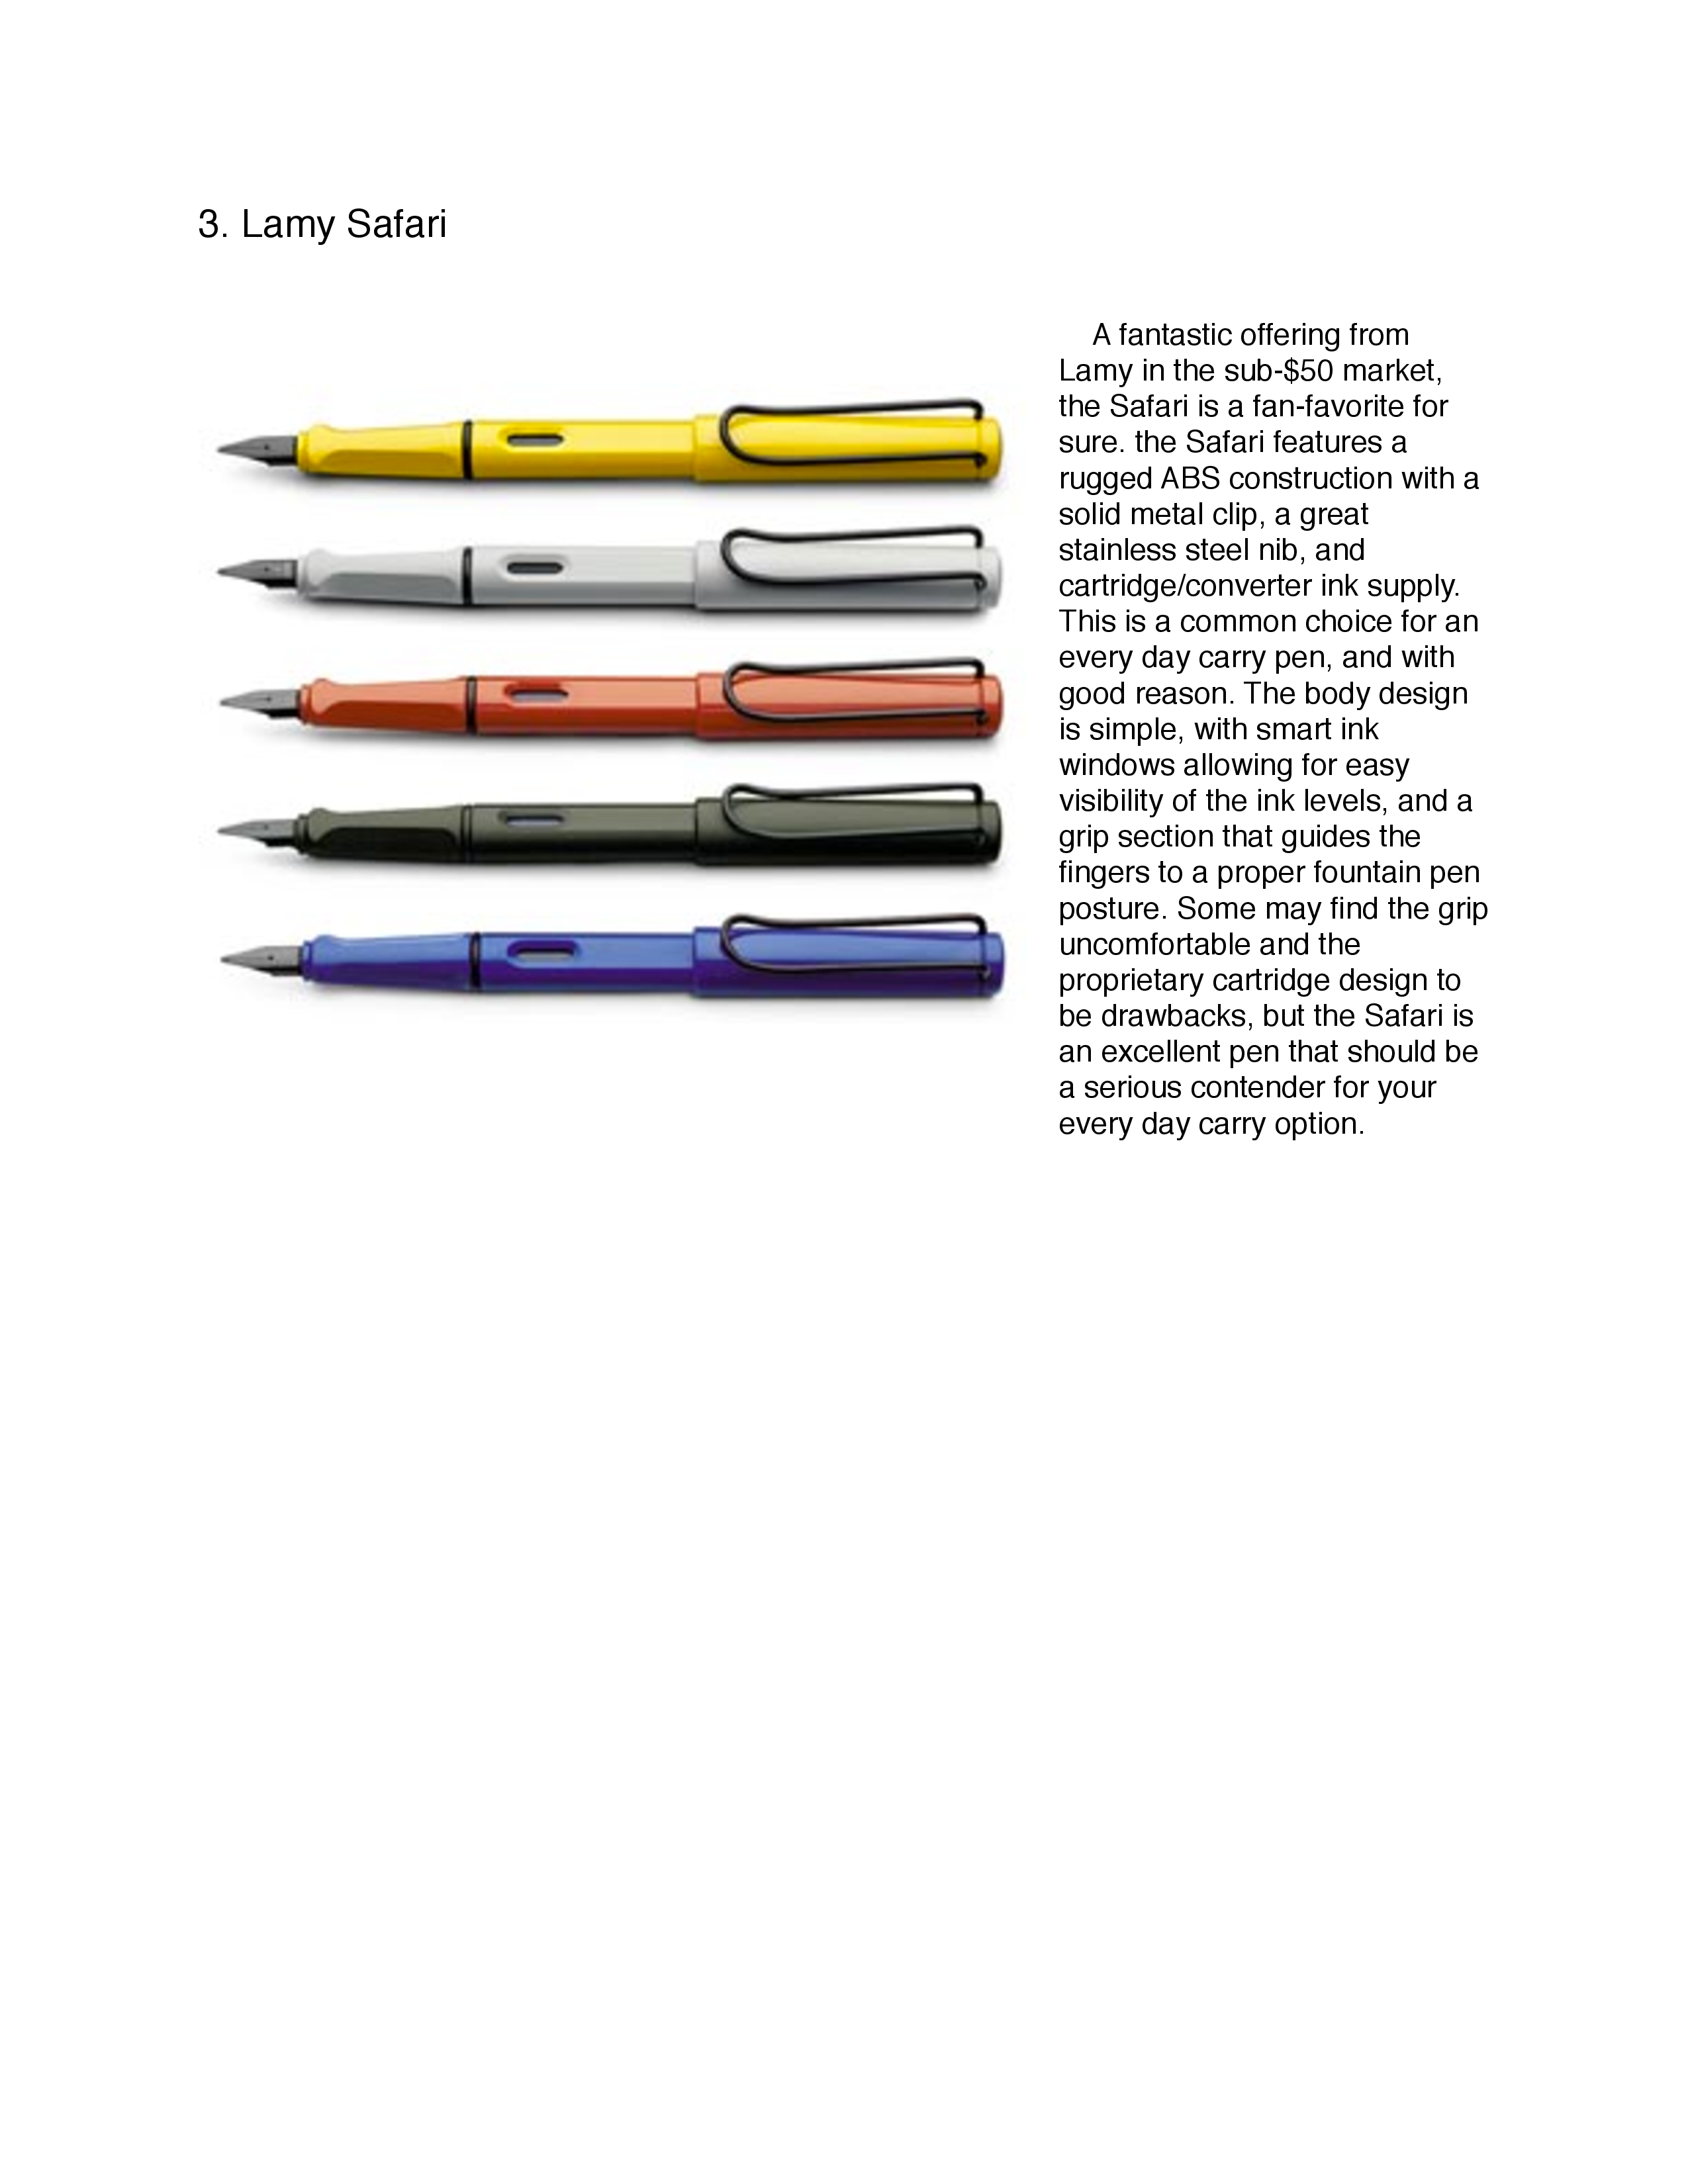 3. Lamy Safari
A fantastic offering from
Lamy in the sub-$50 market,
the Safari is a fan-favorite for
sure. the Safari features a
rugged ABS construction with a
solid metal clip, a great
stainless steel nib, and
cartridge/converter ink supply.
This is a common choice for an
every day carry pen, and with
good reason. The body design
is simple, with smart ink
windows allowing for easy
visibility of the ink levels, and a
grip section that guides the
fingers to a proper fountain pen
posture. Some may find the grip
uncomfortable and the
proprietary cartridge design to
be drawbacks, but the Safari is
an excellent pen that should be
a serious contender for your
every day carry option.